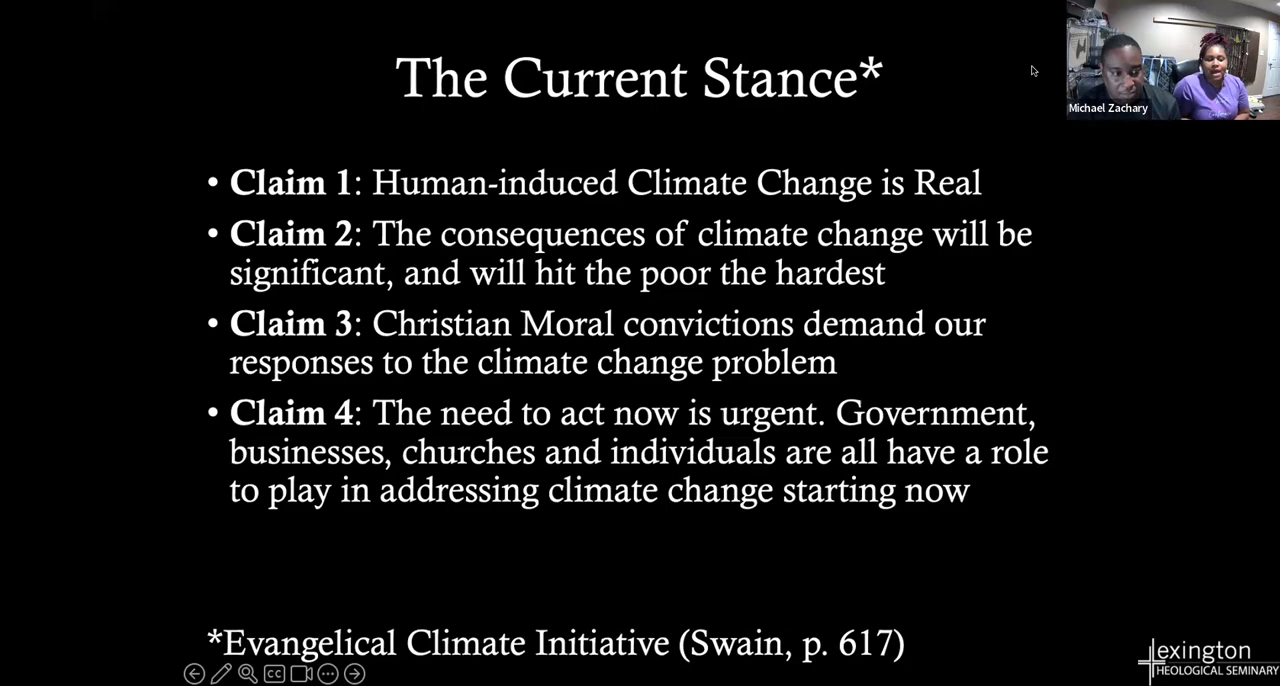 The Current Stance*
Michael Zachary
• Claim 1: Human-induced Climate Change is Real
• Claim 2: The consequences of climate change will be
significant, and will hit the poor the hardest
• Claim 3: Christian Moral convictions demand our
responses to the climate change problem
• Claim 4: The need to act now is urgent. Government,
businesses, churches and individuals are all have a role
to play in addressing climate change starting now
*Evangelical Climate Initiative (Swain, p. 617)
CC
Lexington
THEOLOGICAL SEMINARY